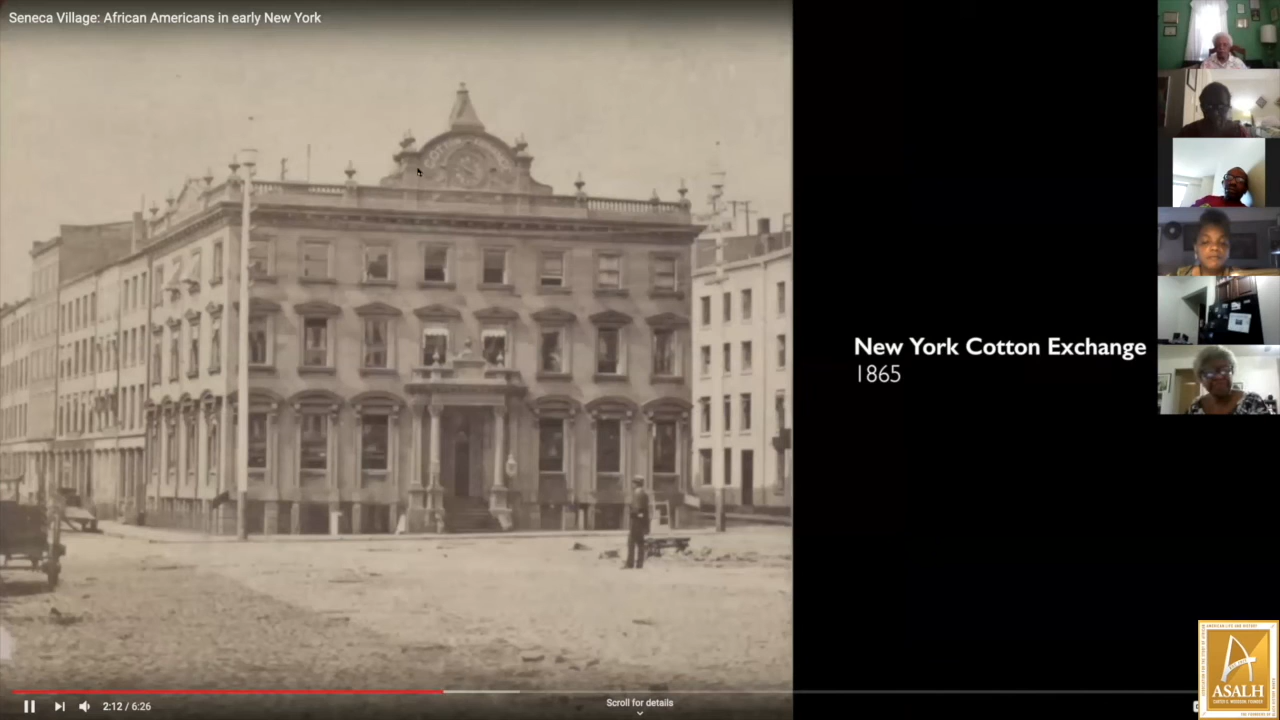 Seneca Village: African Americans in early New York
New York Cotton Exchange
1865
ASALH
2:12 / 6:26
Scroll for details